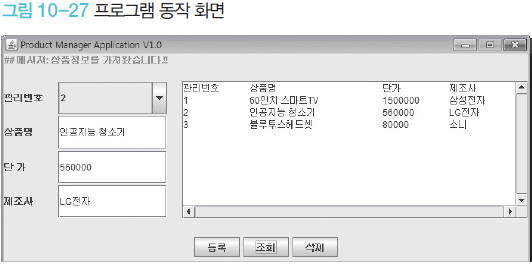 그림 10-27 프로그램 동작 화면
Product Manager Application V1.0
## 메시지: 상품정보를 가져왔습니다!!
관리번호 2
상품명 인공지능 청소기
단 가 560000
제조사 LG전자
관리번호 상품명 단가 제조사
1 60인치 스마트TV 1500000 삼성전자
2 인공지능 청소기 560000 LG전자
3 블루투스헤드셋 80000 소니
등록 조회 삭제